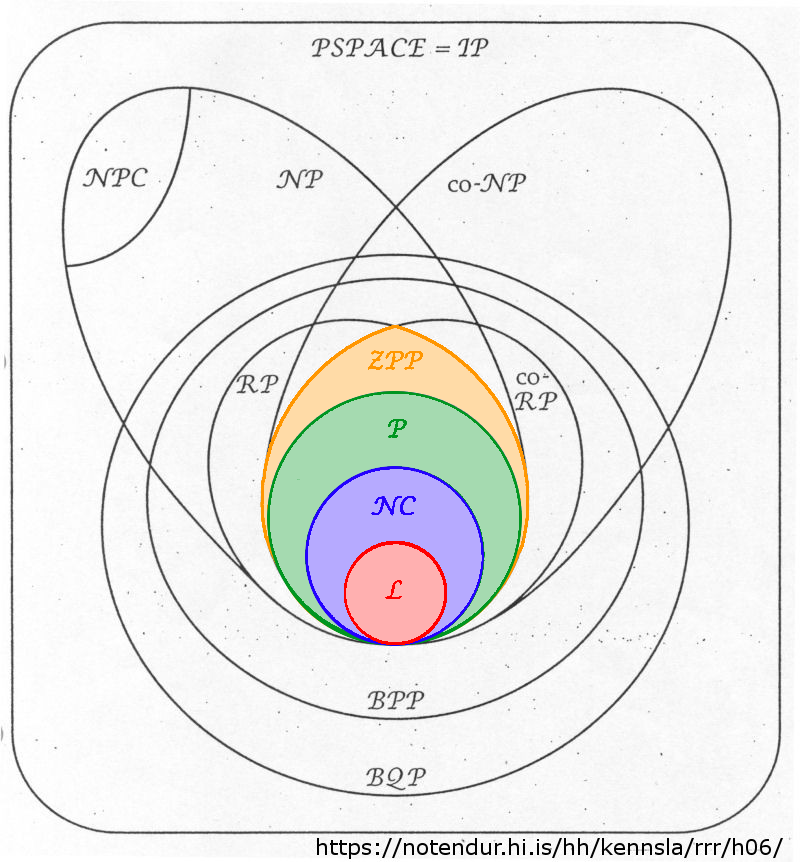 PSPACE = IP
NPC
NP
co-NP
ZPP
RP
co-
RP
P
NC
L
BPP
BQP
https://notendur.hi.is/hh/kennsla/rrr/h06/